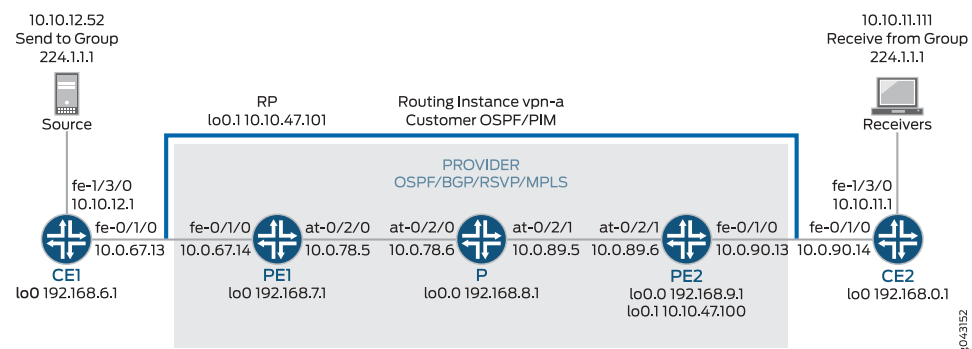 10.10.12.52
Send to Group
224.1.1.1
Source
10.10.11.111
Receive from Group
224.1.1.1
Receivers
RP
lo0.1 10.10.47.101
Routing Instance vpn-a
Customer OSPF/PIM
PROVIDER
OSPF/BGP/RSVP/MPLS
fe-1/3/0
10.10.12.1
fe-1/3/0
10.10.11.1
fe-0/1/0
10.0.67.13
fe-0/1/0
10.0.67.14
at-0/2/0
10.0.78.5
at-0/2/0
10.0.78.6
at-0/2/1
10.0.89.5
at-0/2/1
10.0.89.6
fe-0/1/0
10.0.90.13
fe-0/1/0
10.0.90.14
CE1
lo0 192.168.6.1
PE1
lo0 192.168.7.1
P
lo0.0 192.168.8.1
PE2
lo0.0 192.168.9.1
lo0.1 10.10.47.100
CE2
lo0 192.168.0.1
g043152